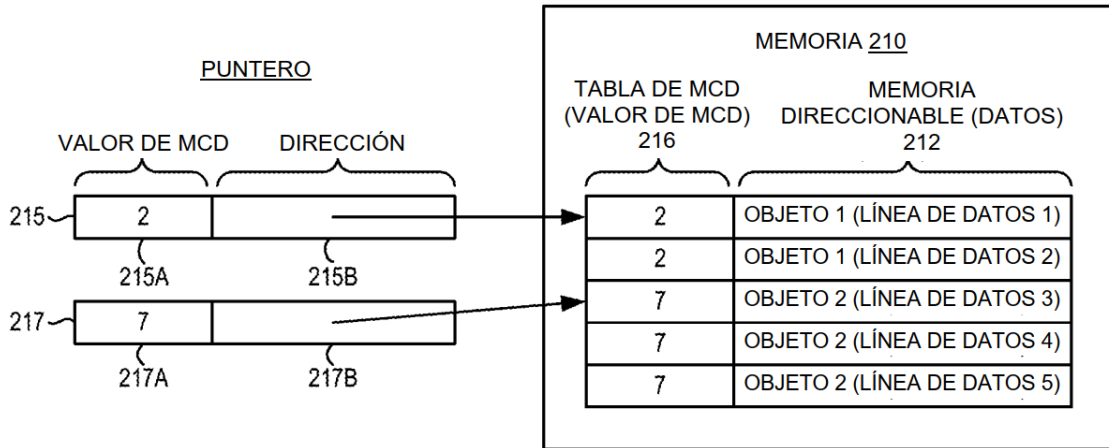 MEMORIA 210
PUNTERO
TABLA DE MCD
(VALOR DE MCD)
216
MEMORIA
DIRECCIONABLE (DATOS)
212
VALOR DE MCD
DIRECCIÓN
215
2
215A
215B
217
7
217A
217B
2 OBJETO 1 (LÍNEA DE DATOS 1)
2 OBJETO 1 (LÍNEA DE DATOS 2)
7 OBJETO 2 (LÍNEA DE DATOS 3)
7 OBJETO 2 (LÍNEA DE DATOS 4)
7 OBJETO 2 (LÍNEA DE DATOS 5)